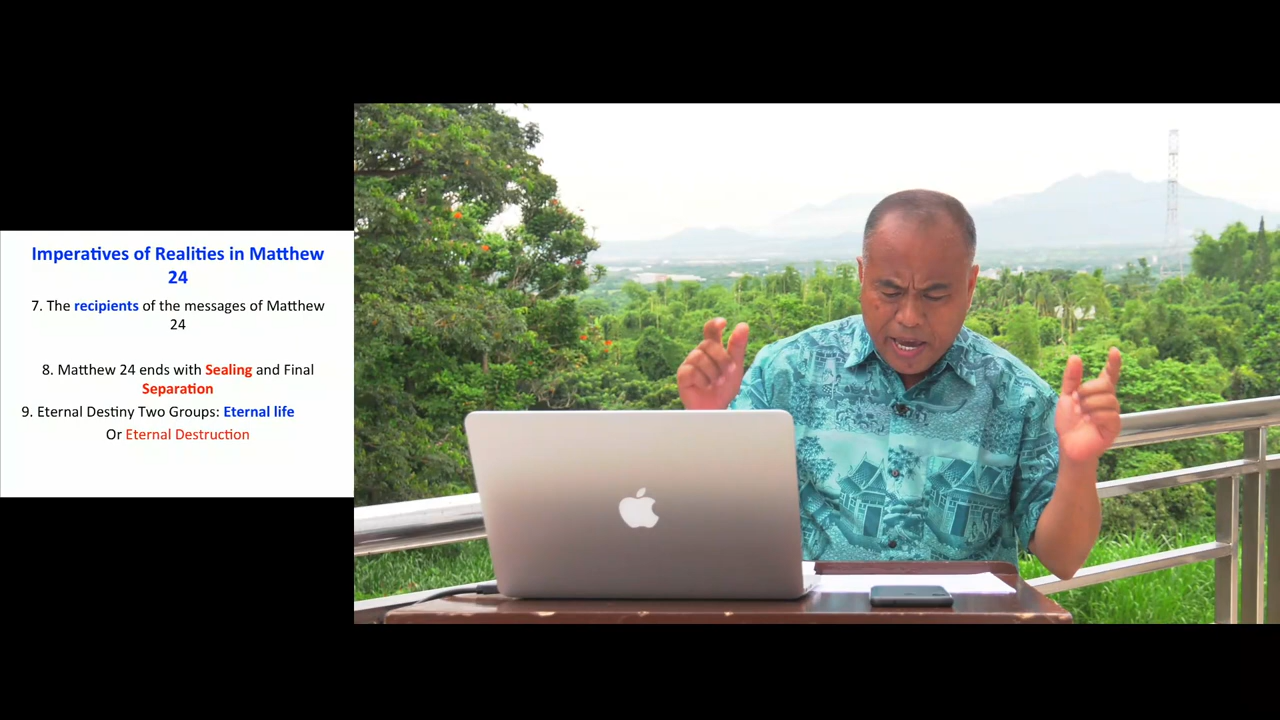 Imperatives of Realities in Matthew
24
7. The recipients of the messages of Matthew
24
8. Matthew 24 ends with Sealing and Final
Separation
9. Eternal Destiny Two Groups: Eternal life
Or Eternal Destruction